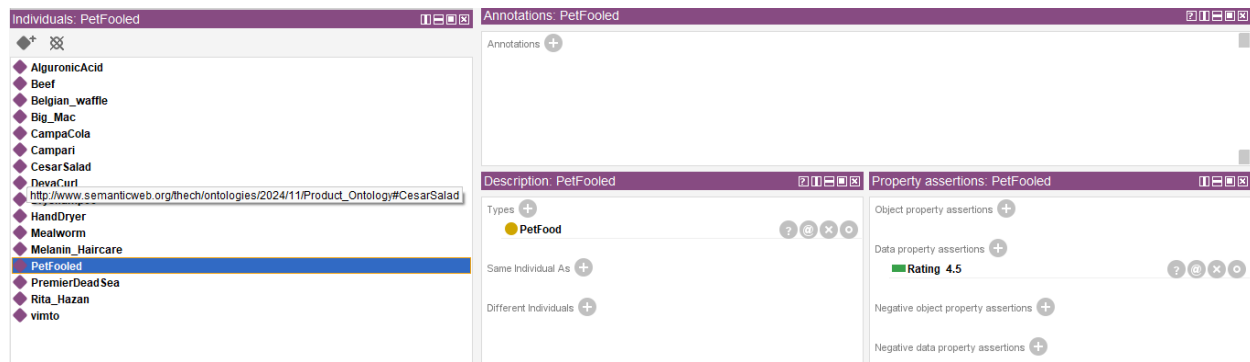 Individuals: PetFooled
AlguronicAcid
Beef
Belgian_waffle
Big_Mac
CampaCola
Campari
CesarSalad
DevaCurl
http://www.semanticweb.org/thech/ontologies/2024/11/Product_Ontology#CesarSalad
HandDryer
Mealworm
Melanin_Haircare
PetFooled
PremierDeadSea
Rita_Hazan
vimto
Annotations: PetFooled
Annotations
Description: PetFooled
Types
PetFood
Same Individual As
Different Individuals
Property assertions: PetFooled
Object property assertions
Data property assertions
Rating 4.5
Negative object property assertions
Negative data property assertions